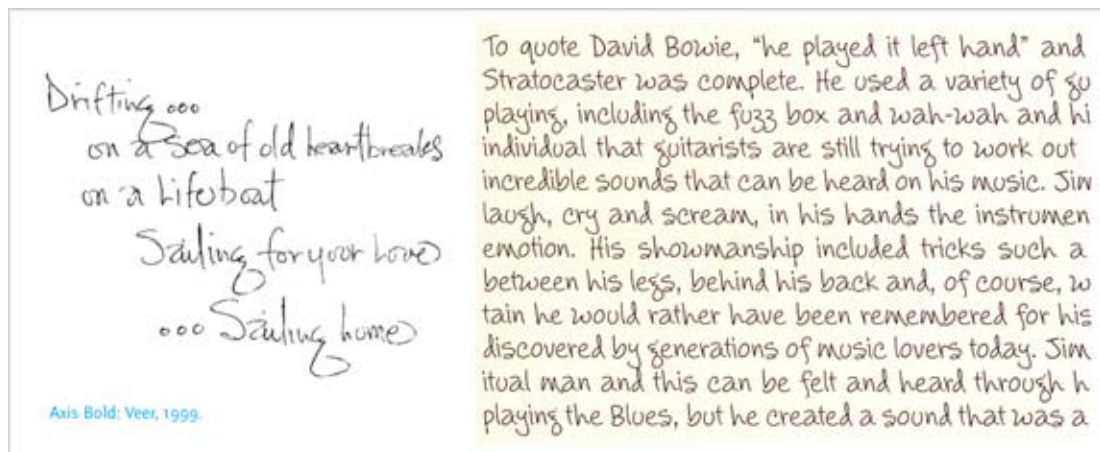 Drifting ...
on a sea of old heartbreaks
on a Lifeboat
Sailing for your Love
... Sailing home
Axis Bold: Veer, 1999.
To quote David Bowie, “he played it left hand” and
Stratocaster was complete. He used a variety of gu
playing, including the fuzz box and wah-wah and hi
individual that guitarists are still trying to work out
incredible sounds that can be heard on his music. Jim
laugh, cry and scream, in his hands the instrumen
emotion. His showmanship included tricks such a
between his legs, behind his back and, of course, w
tain he would rather have been remembered for his
discovered by generations of music lovers today. Jim
itual man and this can be felt and heard through h
playing the Blues, but he created a sound that was a